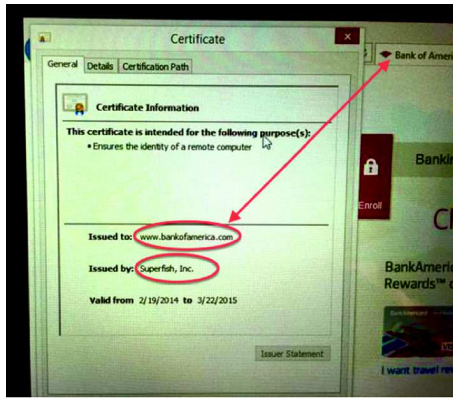 Certificate
x
General
Details
Certification Path
Bank of Ameri
Certificate Information
This certificate is intended for the following purpose(s):
Ensures the identity of a remote computer
Bankin
Enroll
Issued to: www.bankofamerica.com
Issued by: Superfish, Inc.
BankAmeri
Rewards™
Valid from 2/19/2014 to 3/22/2015
Issuer Statement
I want travel rew